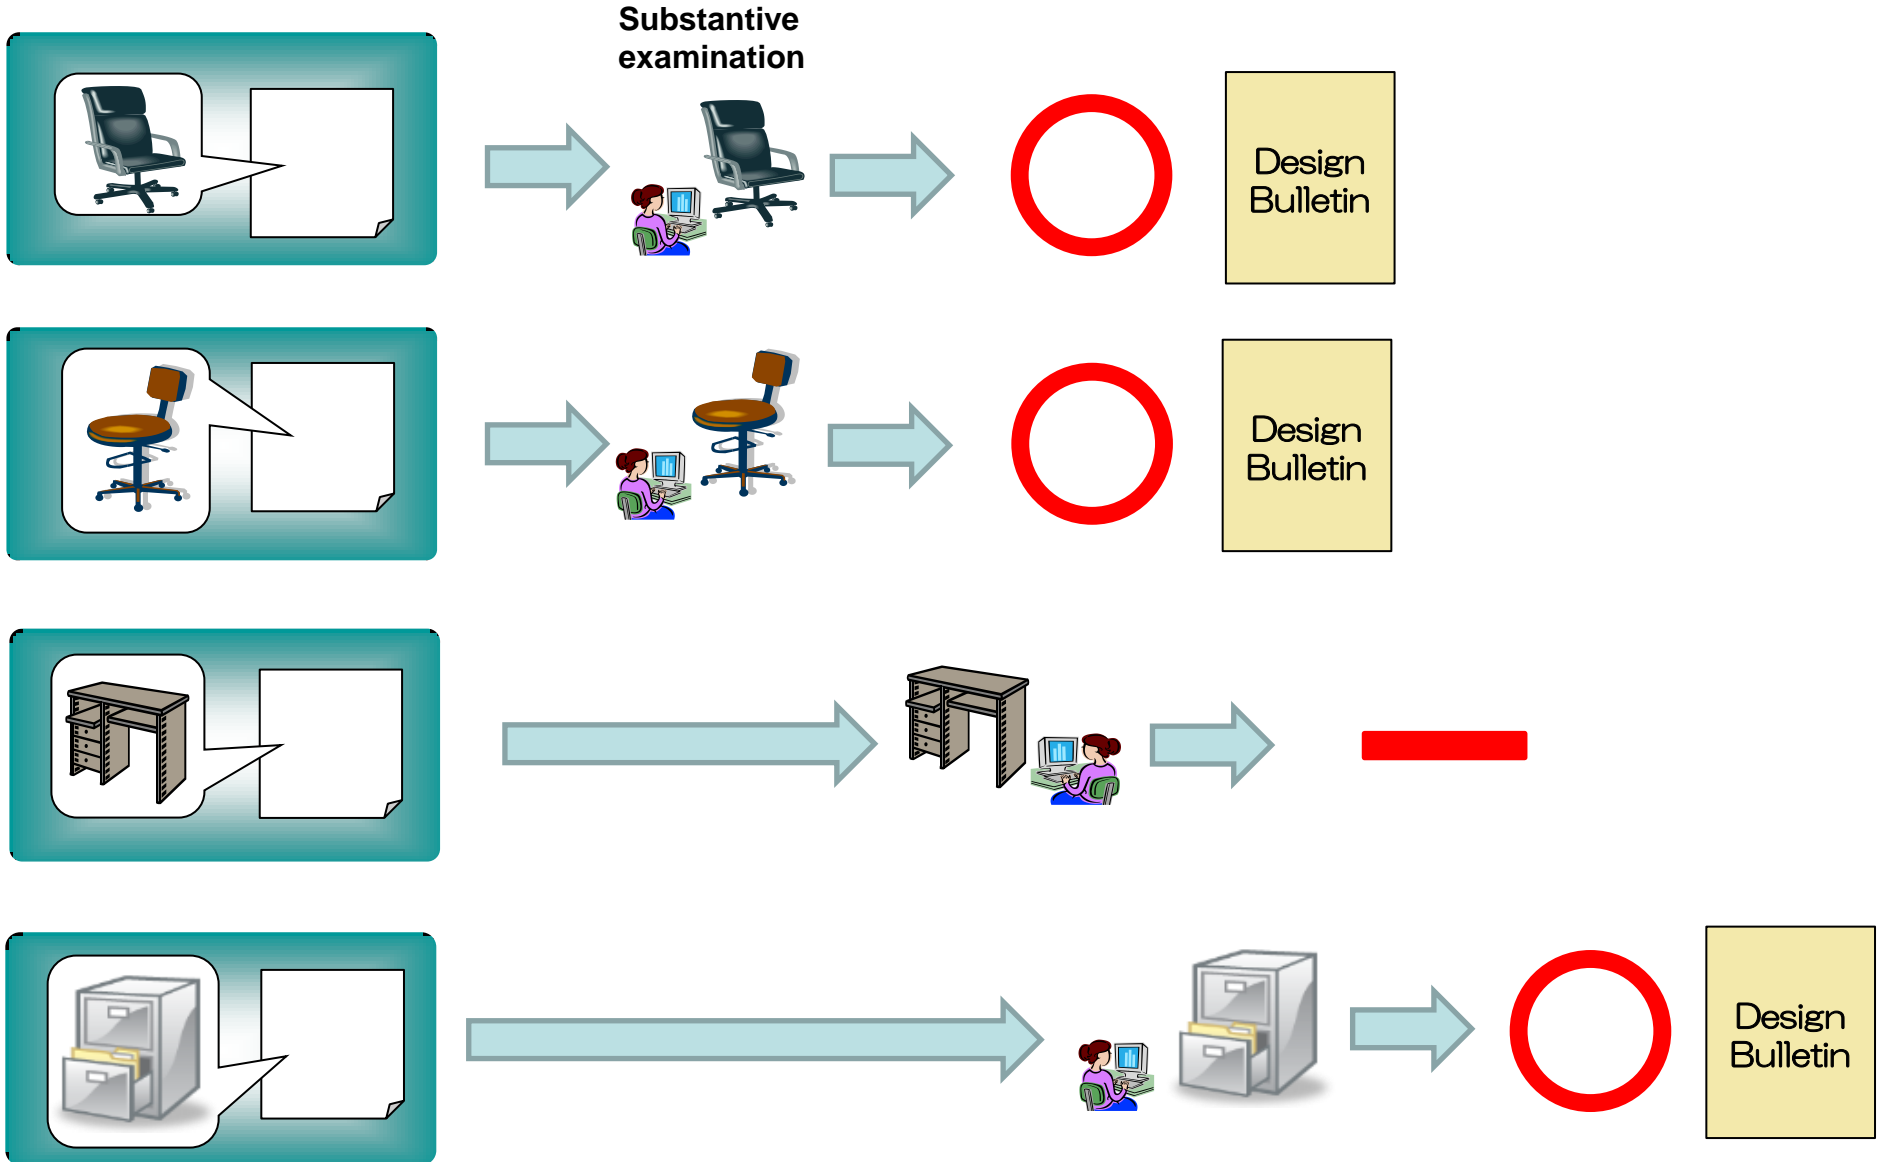 Substantive
examination
Design
Bulletin
Design
Bulletin
Design
Bulletin